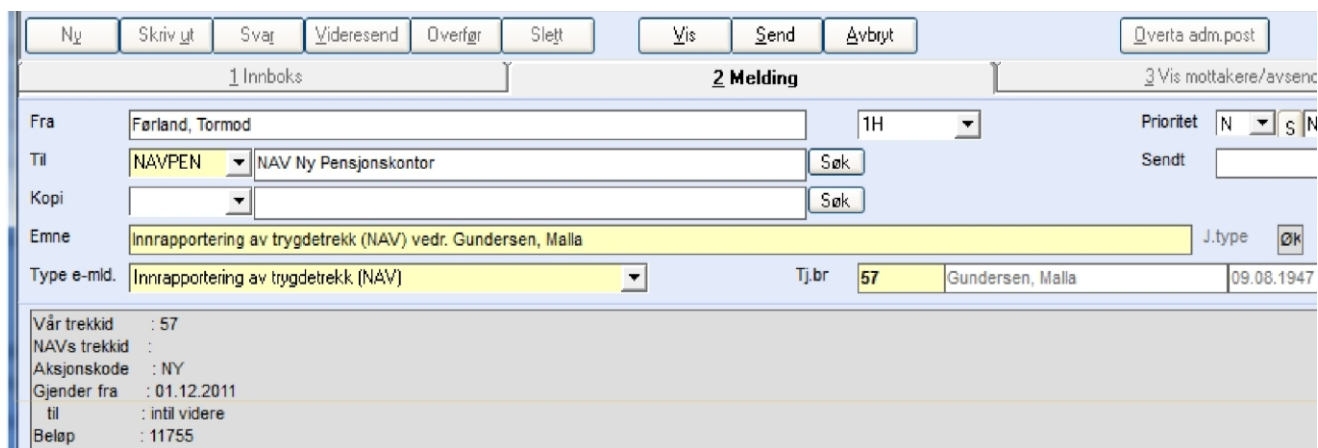 Ny Skriv ut Svar Videresend Overfør Slett Vis Send Avbryt Overta adm.post
1 Innboks 2 Melding 3 Vis mottakere/avsend
Fra Førland, Tormod 1H Prioritet N S N
Til NAVPEN NAV Ny Pensjonskontor Søk Sendt
Kopi Søk
Emne Innrapportering av trygdetrekk (NAV) vedr. Gundersen, Malla J.type ØK
Type e-mld. Innrapportering av trygdetrekk (NAV) Tj.br 57 Gundersen, Malla 09.08.1947
Vår trekkid : 57
NAVs trekkid :
Aksjonskode : NY
Gjender fra : 01.12.2011
til : intil videre
Beløp : 11755